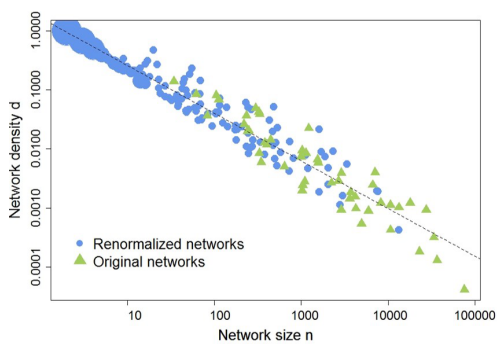 1.0000
0.1000
0.0100
0.0010
0.0001
Network density d
Renormalized networks
Original networks
10 100 1000 10000 100000
Network size n